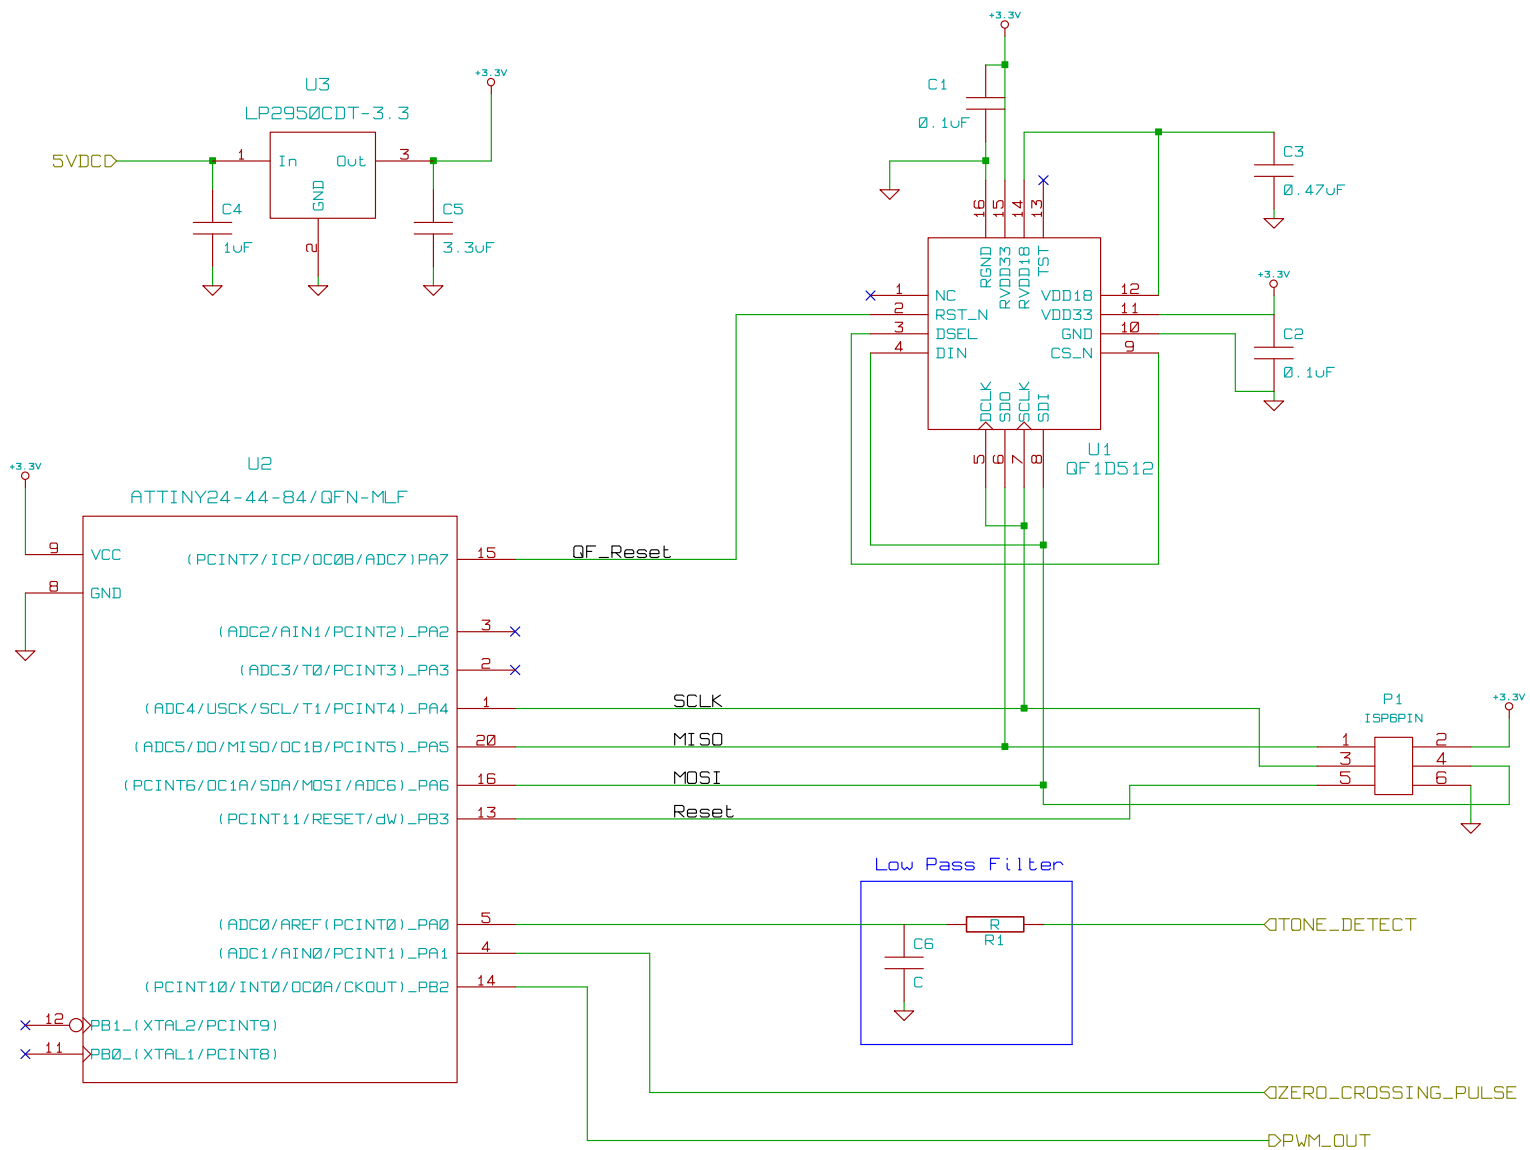 +3.3V
C1
0.1uF
+3.3V
U3
LP2950CDT-3.3
5VDC
1
In
Out
3
GND
2
C4
1uF
C5
3.3uF
C3
0.47uF
16
15
14
13
RGND
RVDD33
RVDD18
TST
1
NC
2
RST_N
3
DSEL
4
DIN
VDD18
12
VDD33
11
GND
10
CS_N
9
+3.3V
C2
0.1uF
DCLK
SDO
SCLK
SDI
5
6
7
8
U1
QF1D512
+3.3V
U2
ATTINY24-44-84/QFN-MLF
9
VCC
8
GND
(PCINT7/ICP/OC0B/ADC7)PA7
15
QF_Reset
(ADC2/AIN1/PCINT2)_PA2
3
(ADC3/T0/PCINT3)_PA3
2
(ADC4/USCK/SCL/T1/PCINT4)_PA4
1
SCLK
(ADC5/DO/MISO/OC1B/PCINT5)_PA5
20
MISO
(PCINT6/OC1A/SDA/MOSI/ADC6)_PA6
16
MOSI
(PCINT11/RESET/dW)_PB3
13
Reset
P1
ISP6PIN
+3.3V
1
2
3
4
5
6
Low Pass Filter
(ADC0/AREF(PCINT0)_PA0
5
R
R1
TONE_DETECT
C6
C
(ADC1/AIN0/PCINT1)_PA1
4
(PCINT10/INT0/OC0A/CKOUT)_PB2
14
12
PB1_(XTAL2/PCINT9)
11
PB0_(XTAL1/PCINT8)
ZERO_CROSSING_PULSE
PWM_OUT